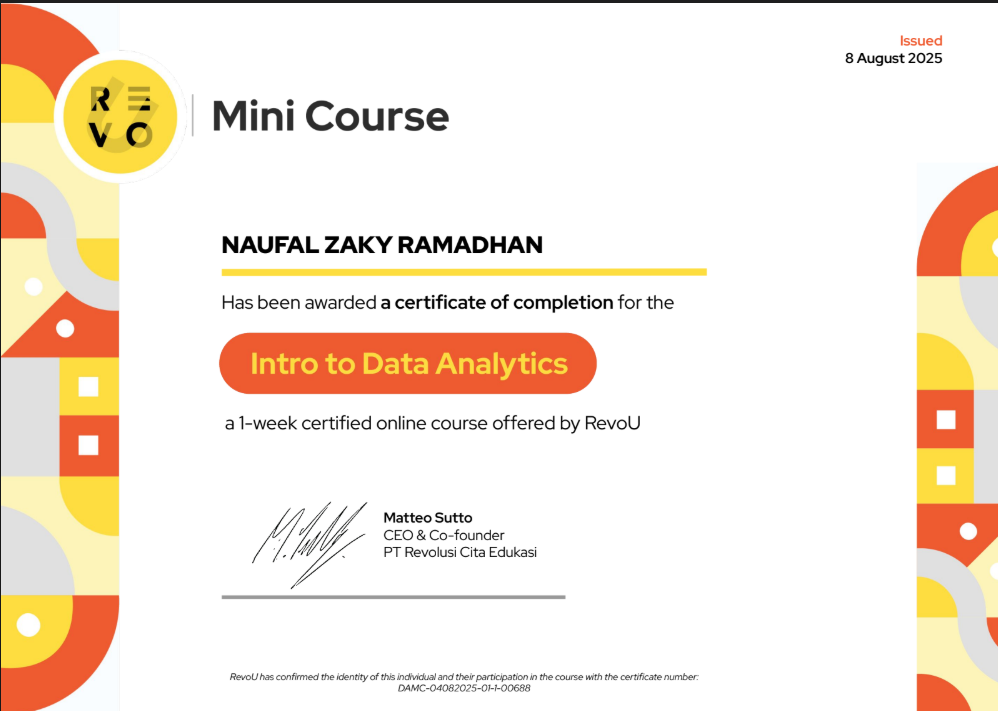 Issued
8 August 2025
R E
V O
Mini Course
NAUFAL ZAKY RAMADHAN
Has been awarded a certificate of completion for the
Intro to Data Analytics
a 1-week certified online course offered by RevoU
Matteo Sutto
CEO & Co-founder
PT Revolusi Cita Edukasi
RevoU has confirmed the identity of this individual and their participation in the course with the certificate number:
DAMC-04082025-01-1-00688